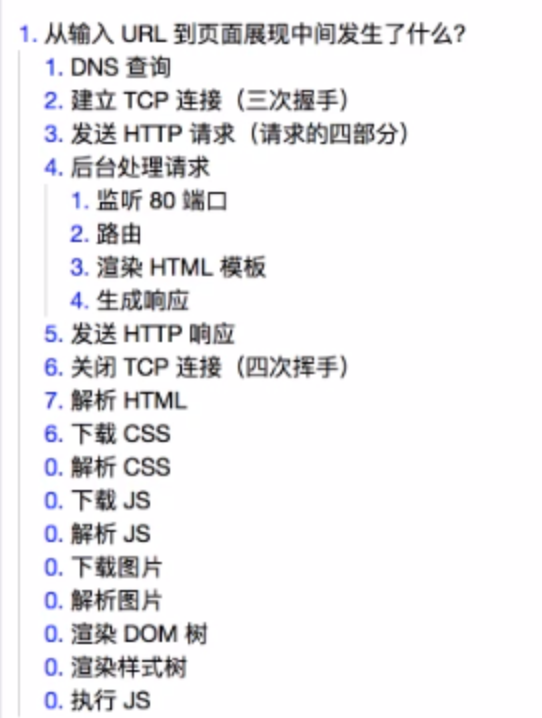 1. 从输入 URL 到页面展现中间发生了什么?
1. DNS 查询
2. 建立 TCP 连接（三次握手）
3. 发送 HTTP 请求（请求的四部分）
4. 后台处理请求
1. 监听 80 端口
2. 路由
3. 渲染 HTML 模板
4. 生成响应
5. 发送 HTTP 响应
6. 关闭 TCP 连接（四次挥手）
7. 解析 HTML
6. 下载 CSS
0. 解析 CSS
0. 下载 JS
0. 解析 JS
0. 下载图片
0. 解析图片
0. 渲染 DOM 树
0. 渲染样式树
0. 执行 JS